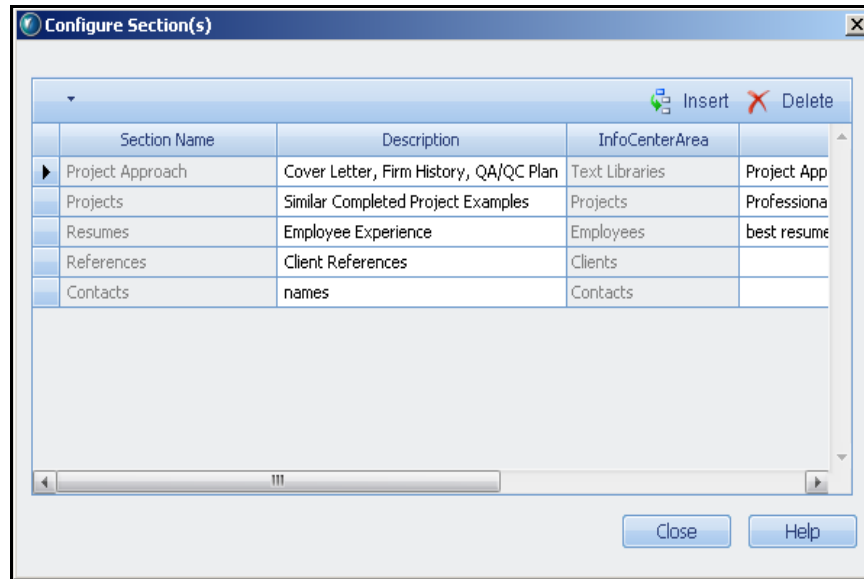 Configure Section(s)
Insert Delete
Section Name Description InfoCenterArea
Project Approach Cover Letter, Firm History, QA/QC Plan Text Libraries Project App
Projects Similar Completed Project Examples Projects Professiona
Resumes Employee Experience Employees best resume
References Client References Clients
Contacts names Contacts
Close Help